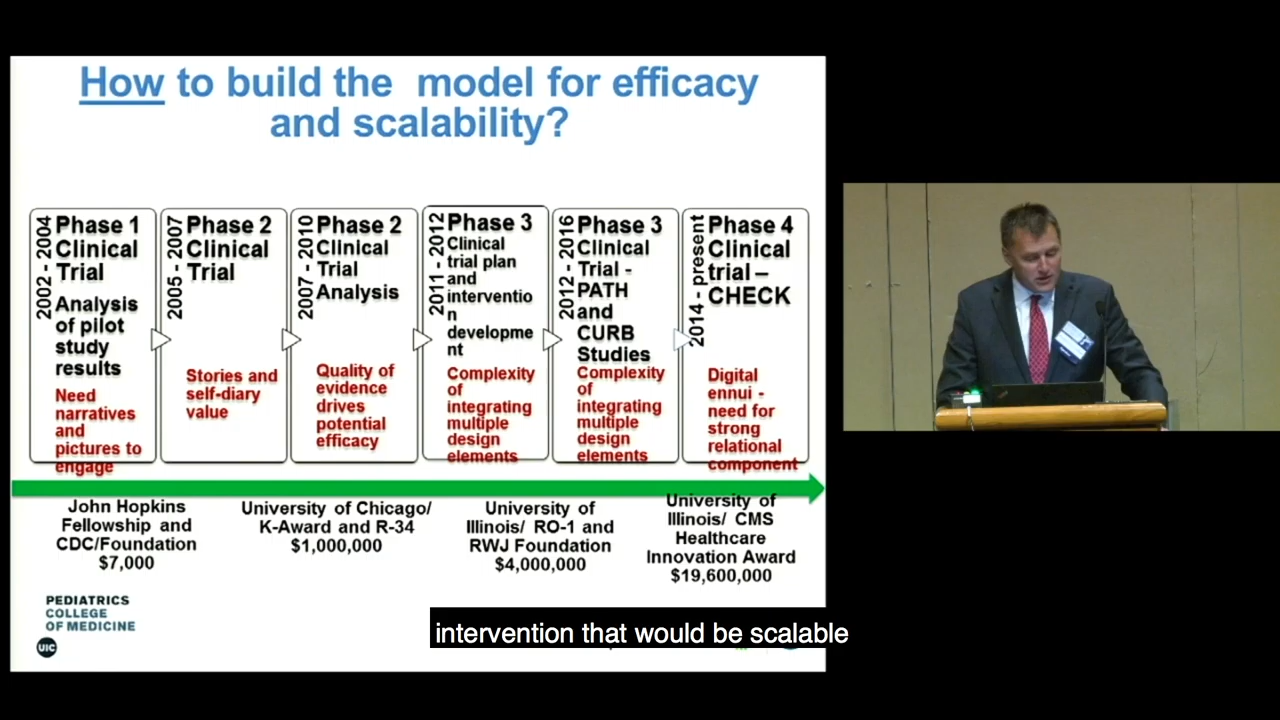 How to build the model for efficacy
and scalability?
2002 - 2004
Phase 1
Clinical
Trial
Analysis
of pilot
study
results
Need
narratives
and
pictures to
engage
2005 - 2007
Phase 2
Clinical
Trial
Stories and
self-diary
value
2007 - 2010
Phase 2
Clinical
Trial
Analysis
Quality of
evidence
drives
potential
efficacy
2011 - 2012
Phase 3
Clinical
trial plan
and
interventio
n
developme
nt
Complexity
of
integrating
multiple
design
elements
2012 - 2016
Phase 3
Clinical
Trial -
PATH
and
CURB
Studies
Complexity
of
integrating
multiple
design
elements
2014 - present
Phase 4
Clinical
trial –
CHECK
Digital
ennui -
need for
strong
relational
component
John Hopkins
Fellowship and
CDC/Foundation
$7,000
University of Chicago/
K-Award and R-34
$1,000,000
University of
Illinois/ RO-1 and
RWJ Foundation
$4,000,000
University of
Illinois/ CMS
Healthcare
Innovation Award
$19,600,000
PEDIATRICS
COLLEGE
OF MEDICINE
UIC
intervention that would be scalable